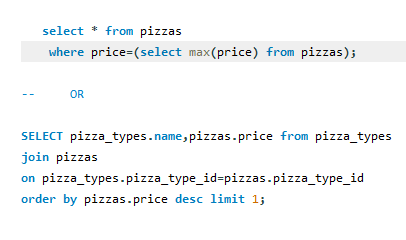 select * from pizzas
where price=(select max(price) from pizzas);
-- OR
SELECT pizza_types.name,pizzas.price from pizza_types
join pizzas
on pizza_types.pizza_type_id=pizzas.pizza_type_id
order by pizzas.price desc limit 1;